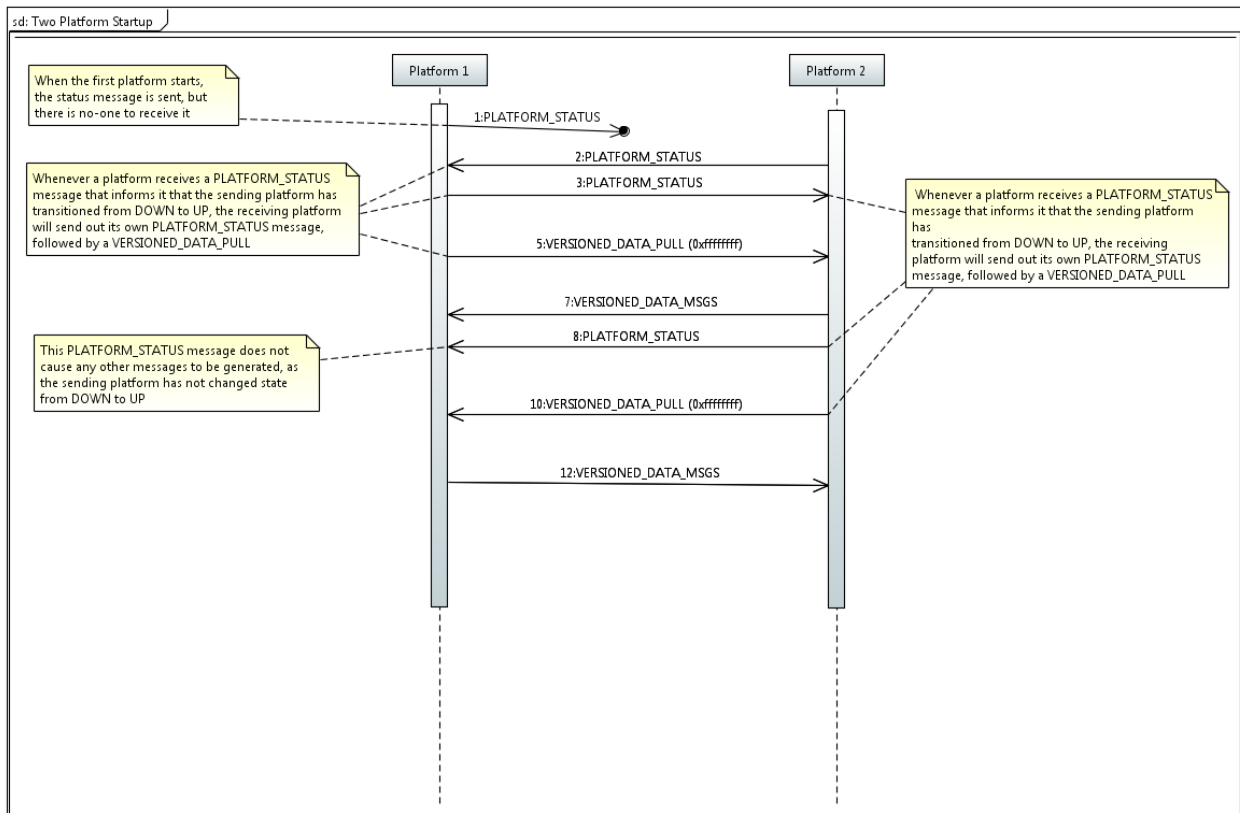 sd: Two Platform Startup
Platform 1
Platform 2
When the first platform starts,
the status message is sent, but
there is no-one to receive it
1:PLATFORM_STATUS
2:PLATFORM_STATUS
Whenever a platform receives a PLATFORM_STATUS
message that informs it that the sending platform has
transitioned from DOWN to UP, the receiving platform
will send out its own PLATFORM_STATUS message,
followed by a VERSIONED_DATA_PULL
3:PLATFORM_STATUS
Whenever a platform receives a PLATFORM_STATUS
message that informs it that the sending platform
has
transitioned from DOWN to UP, the receiving
platform will send out its own PLATFORM_STATUS
message, followed by a VERSIONED_DATA_PULL
5:VERSIONED_DATA_PULL (0xffffffff)
7:VERSIONED_DATA_MSGS
8:PLATFORM_STATUS
This PLATFORM_STATUS message does not
cause any other messages to be generated, as
the sending platform has not changed state
from DOWN to UP
10:VERSIONED_DATA_PULL (0xffffffff)
12:VERSIONED_DATA_MSGS